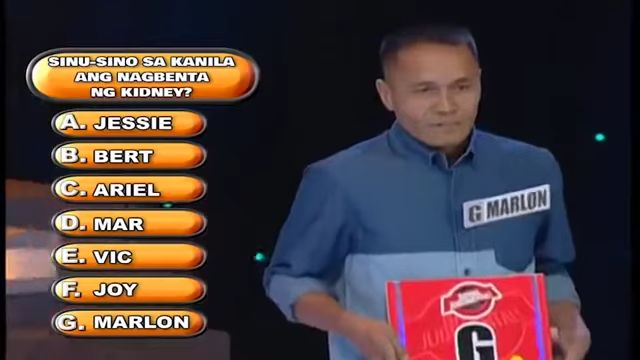 SINU-SINO SA KANILA
ANG NAGBENTA
NG KIDNEY?
A. JESSIE
B. BERT
C. ARIEL
D. MAR
E. VIC
F. JOY
G. MARLON
G MARLON
G